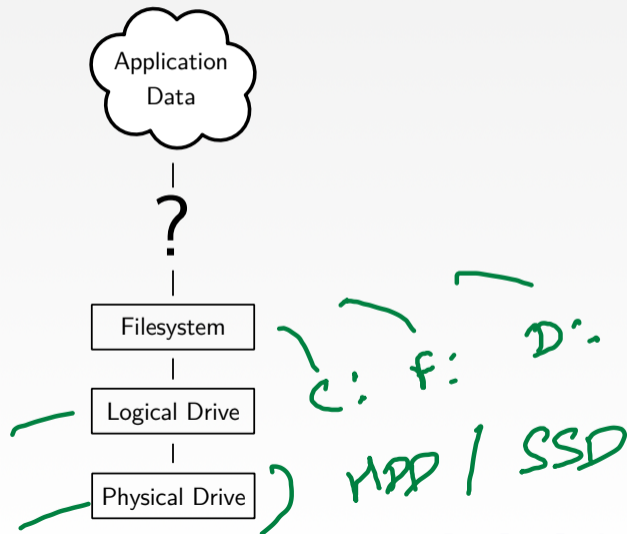 Application
Data
?
Filesystem
C: F: D:
Logical Drive
Physical Drive
HDD / SSD